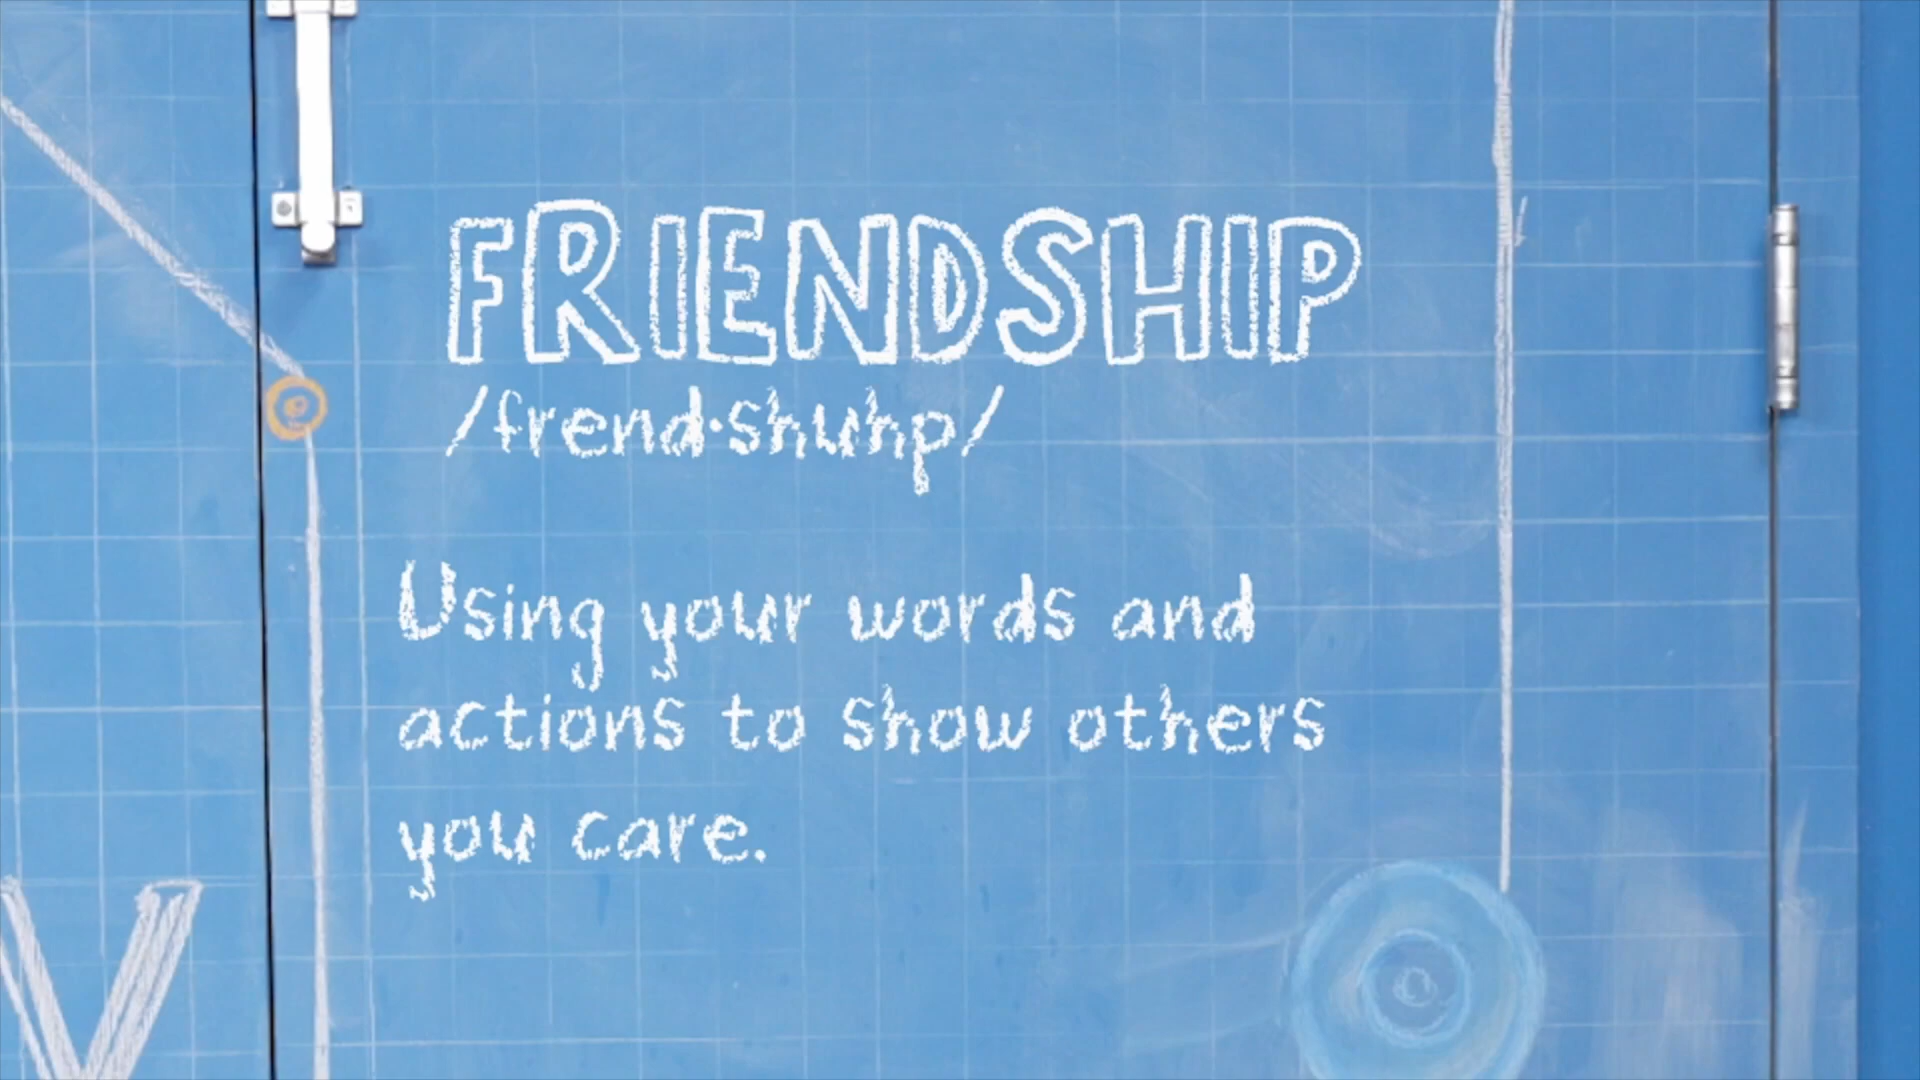 FRIENDSHIP
/frend·shuhp/
Using your words and
actions to show others
you care.
Y